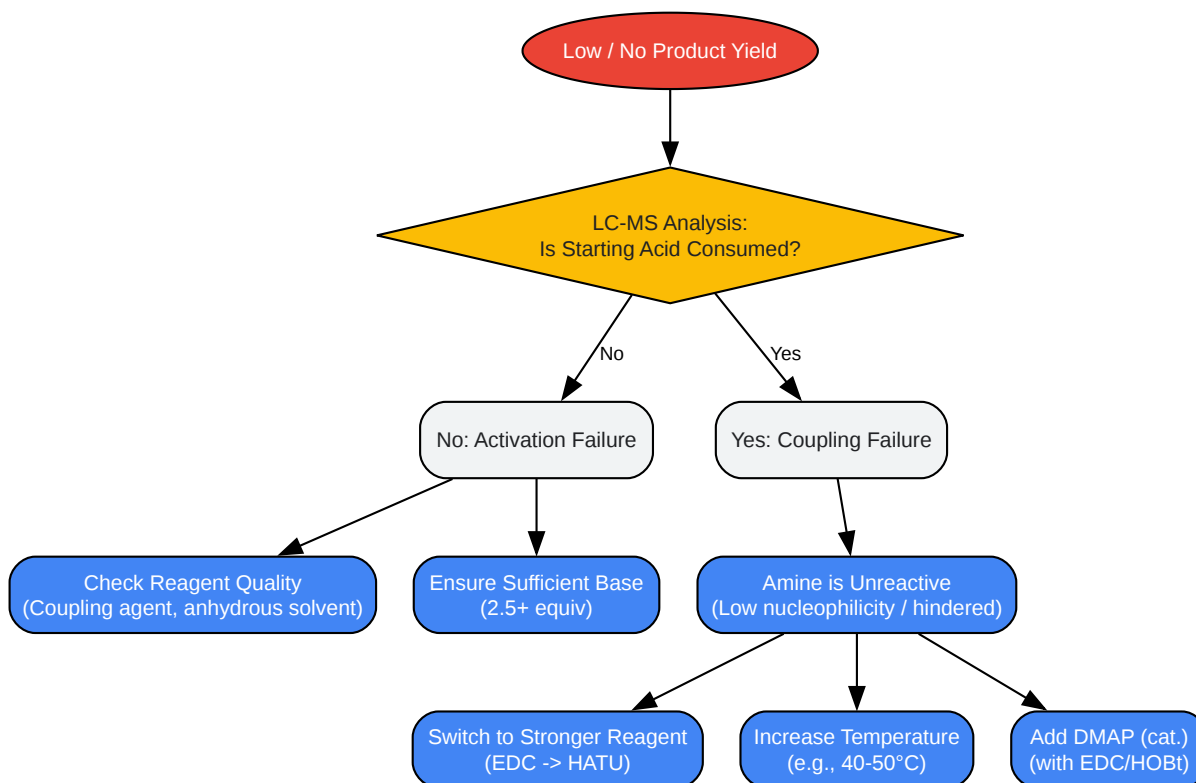 Low / No Product Yield
LC-MS Analysis:
Is Starting Acid Consumed?
No
Yes
No: Activation Failure
Yes: Coupling Failure
Check Reagent Quality
(Coupling agent, anhydrous solvent)
Ensure Sufficient Base
(2.5+ equiv)
Amine is Unreactive
(Low nucleophilicity / hindered)
Switch to Stronger Reagent
(EDC -> HATU)
Increase Temperature
(e.g., 40-50°C)
Add DMAP (cat.)
(with EDC/HOBt)